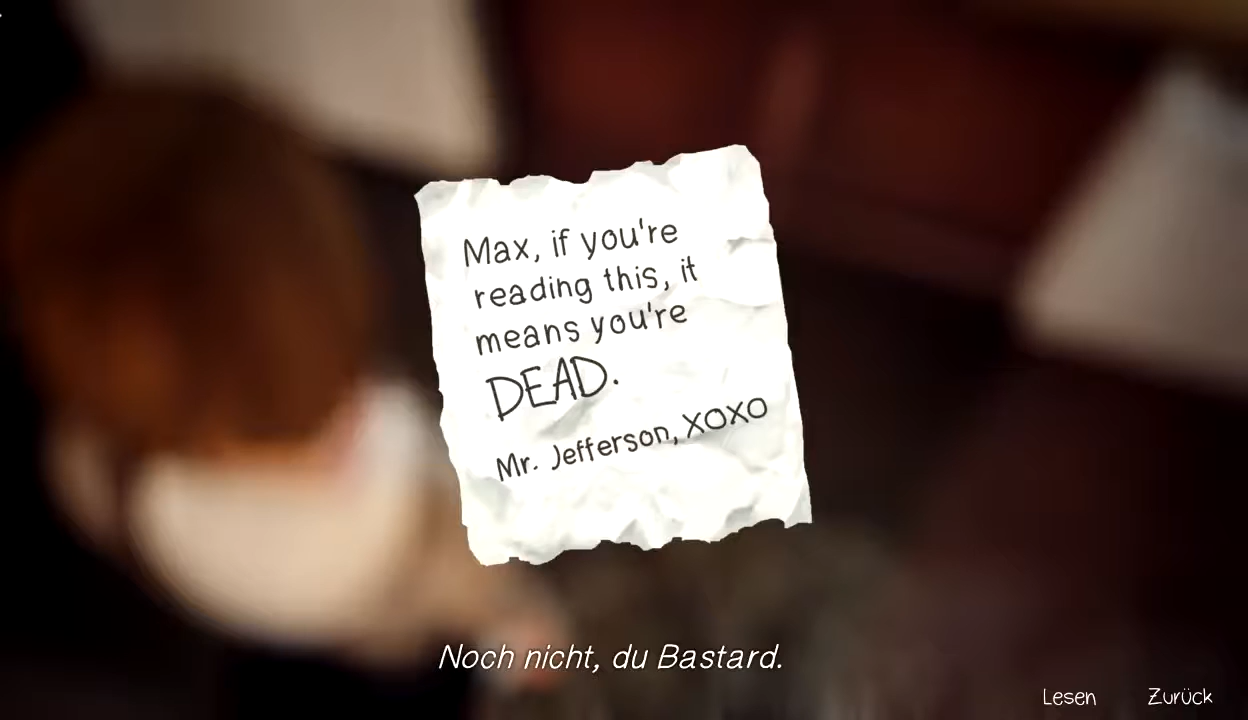 Max, if you're
reading this, it
means you're
DEAD.
Mr. Jefferson, XOXO
Noch nicht, du Bastard.
Lesen
Zurück